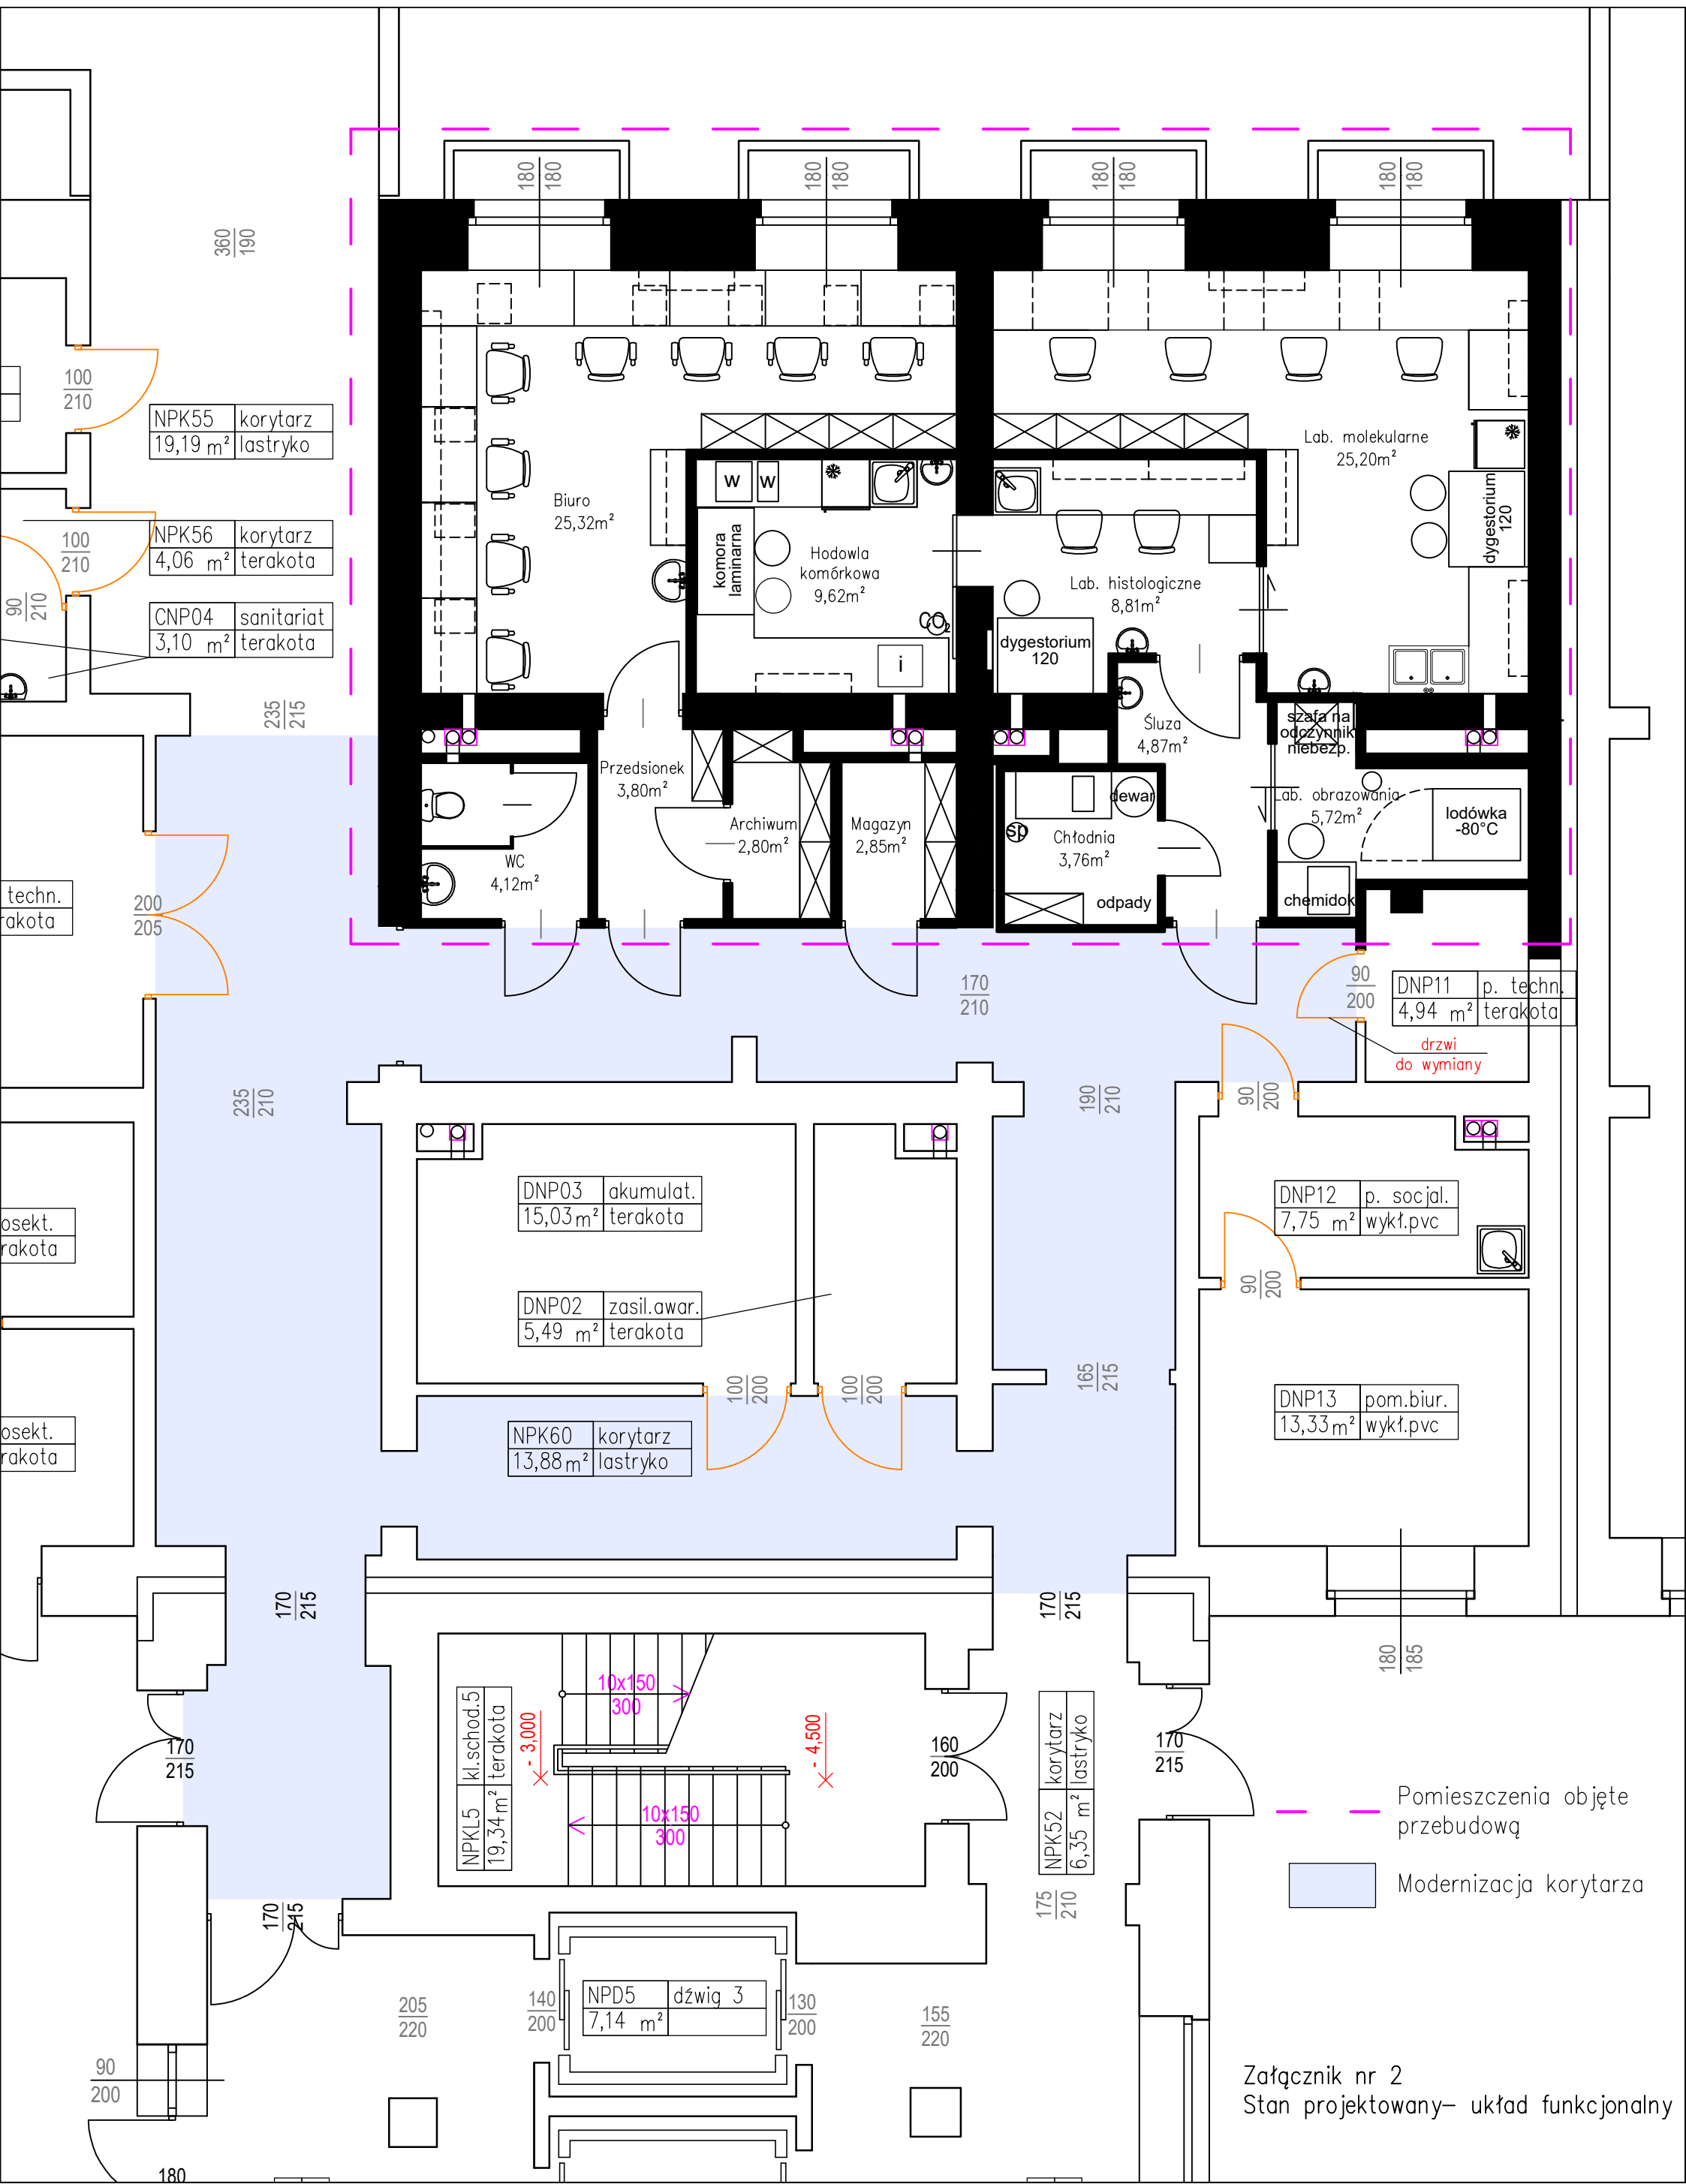 180
180
180
180
180
180
180
180
360
190
100
210
NPK55 korytarz
19,19 m² lastryko
100
210
NPK56 korytarz
4,06 m² terakota
90
210
CNP04 sanitariat
3,10 m² terakota
235
215
Biuro
25,32m²
W
W
komora
laminarna
Hodowla
komórkowa
9,62m²
CO₂
i
Lab. molekularne
25,20m²
dygestorium
120
Lab. histologiczne
8,81m²
dygestorium
120
Śluza
4,87m²
szafa na
odczynnik
niebezp.
Przedsionek
3,80m²
WC
4,12m²
Archiwum
2,80m²
Magazyn
2,85m²
dewar
sp
Chłodnia
3,76m²
odpady
Lab. obrazowania
5,72m²
lodówka
-80°C
chemidok
techn.
rakota
200
205
170
210
90
200
DNP11 p. techn.
4,94 m² terakota
drzwi
do wymiany
235
210
190
210
90
200
DNP03 akumulat.
15,03 m² terakota
DNP02 zasil.awar.
5,49 m² terakota
DNP12 p. socjal.
7,75 m² wykł.pvc
90
200
osekt.
rakota
100
200
100
200
165
215
DNP13 pom.biur.
13,33 m² wykł.pvc
osekt.
rakota
NPK60 korytarz
13,88 m² lastryko
170
215
170
215
180
185
NPKL5 kl.schod.5
19,34 m² terakota
10x150
300
- 3,000
- 4,500
10x150
300
160
200
NPK52 korytarz
6,35 m² lastryko
170
215
170
215
Pomieszczenia objęte
przebudową
Modernizacja korytarza
170
215
175
210
205
220
140
200
NPD5 dźwig 3
7,14 m²
130
200
155
220
90
200
180
Załącznik nr 2
Stan projektowany– układ funkcjonalny